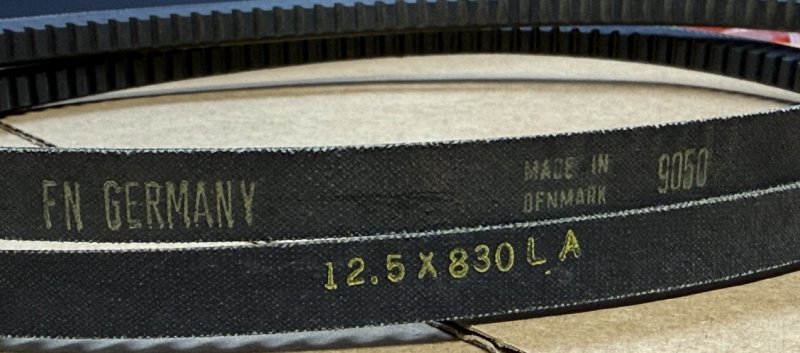 FN GERMANY
MADE IN
DENMARK
9050
12.5 X 830 L A